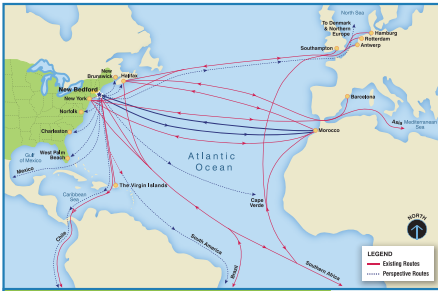 North Sea
To Denmark
& Northern
Europe
Hamburg
Rotterdam
Antwerp
Southampton
New
Brunswick
Halifax
New Bedford
New York
Norfolk
Charleston
West Palm
Beach
Gulf
of Mexico
Mexico
Barcelona
Asia
Mediterranean
Sea
Morocco
Atlantic
Ocean
Caribbean
Sea
The Virgin Islands
Cape
Verde
Chile
South America
Brazil
Southern Africa
NORTH
LEGEND
Existing Routes
Perspective Routes